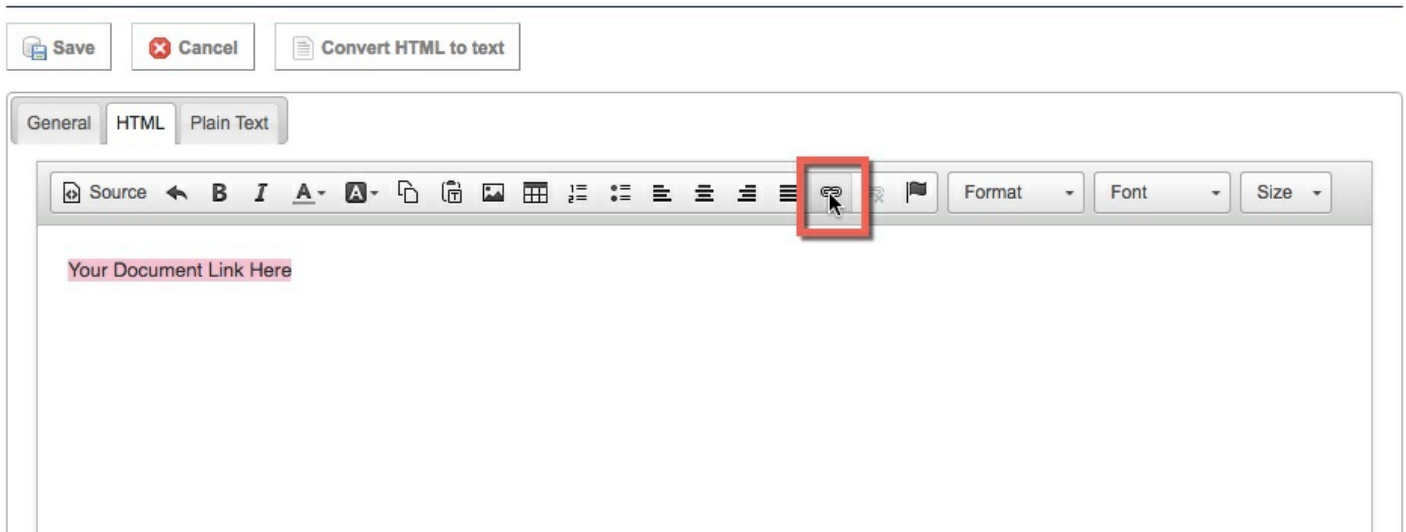 Save Cancel Convert HTML to text
General HTML Plain Text
Source B I A A Format Font Size
Your Document Link Here